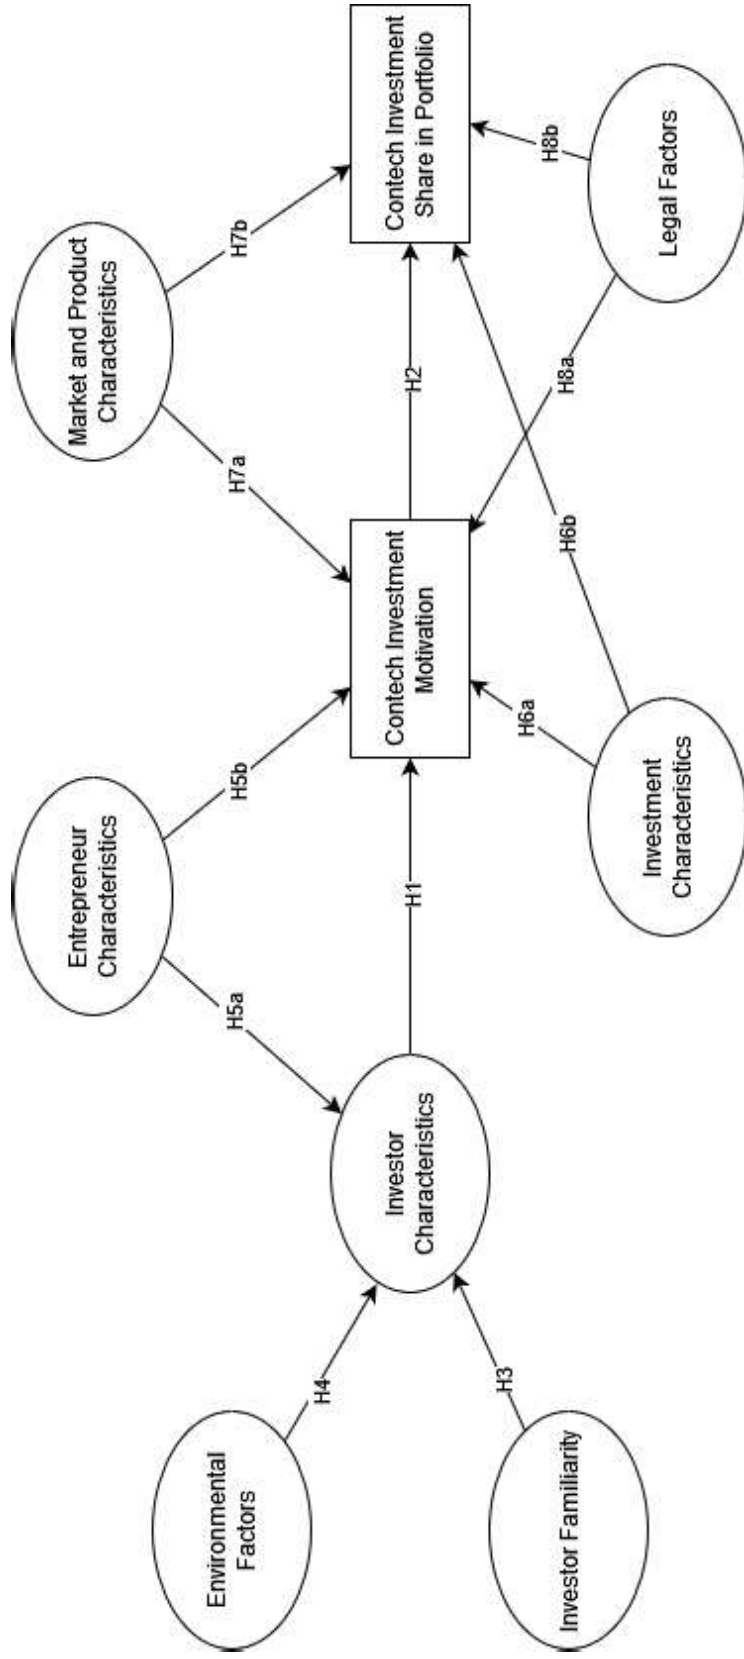 Market and Product
Characteristics
Entrepreneur
Characteristics
Environmental
Factors
H7a
H7b
H5a
H5b
H4
Investor
Characteristics
H1
Contech Investment
Motivation
H2
Contech Investment
Share in Portfolio
H3
H6a
H6b
H8a
H8b
Investor Familiarity
Investment
Characteristics
Legal Factors